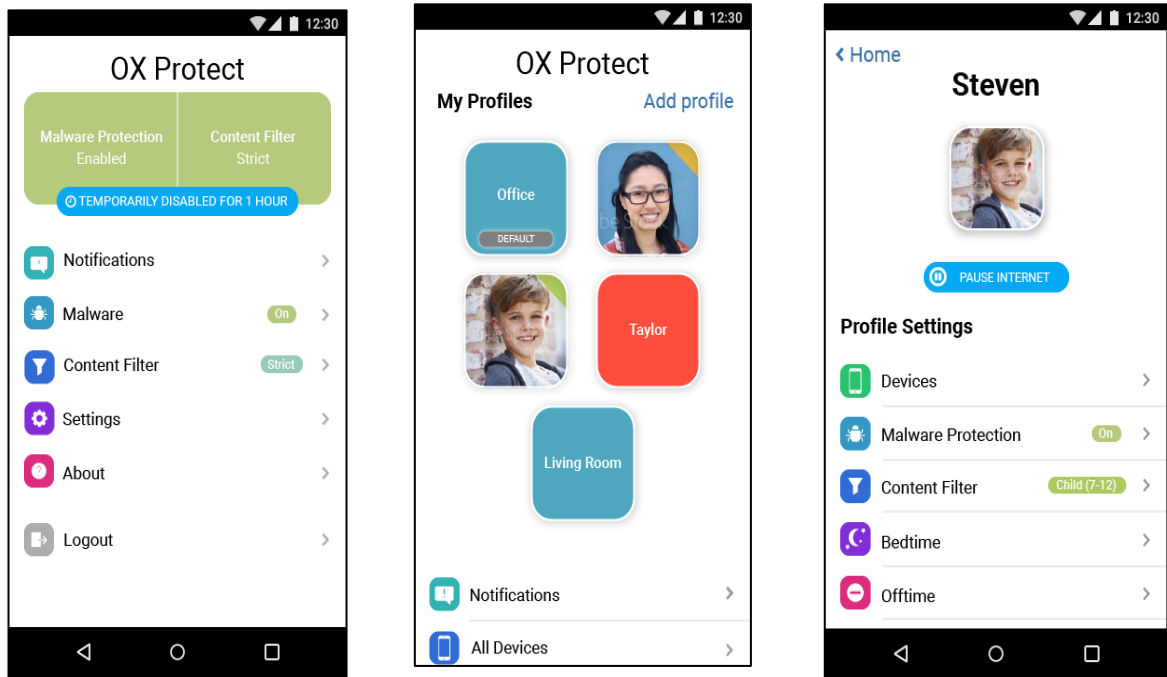 12:30
OX Protect
Malware Protection
Enabled
Content Filter
Strict
TEMPORARILY DISABLED FOR 1 HOUR
Notifications
Malware
On
Content Filter
Strict
Settings
About
Logout
12:30
OX Protect
My Profiles
Add profile
Office
DEFAULT
Taylor
Living Room
Notifications
All Devices
12:30
Home
Steven
PAUSE INTERNET
Profile Settings
Devices
Malware Protection
On
Content Filter
Child (7-12)
Bedtime
Offtime